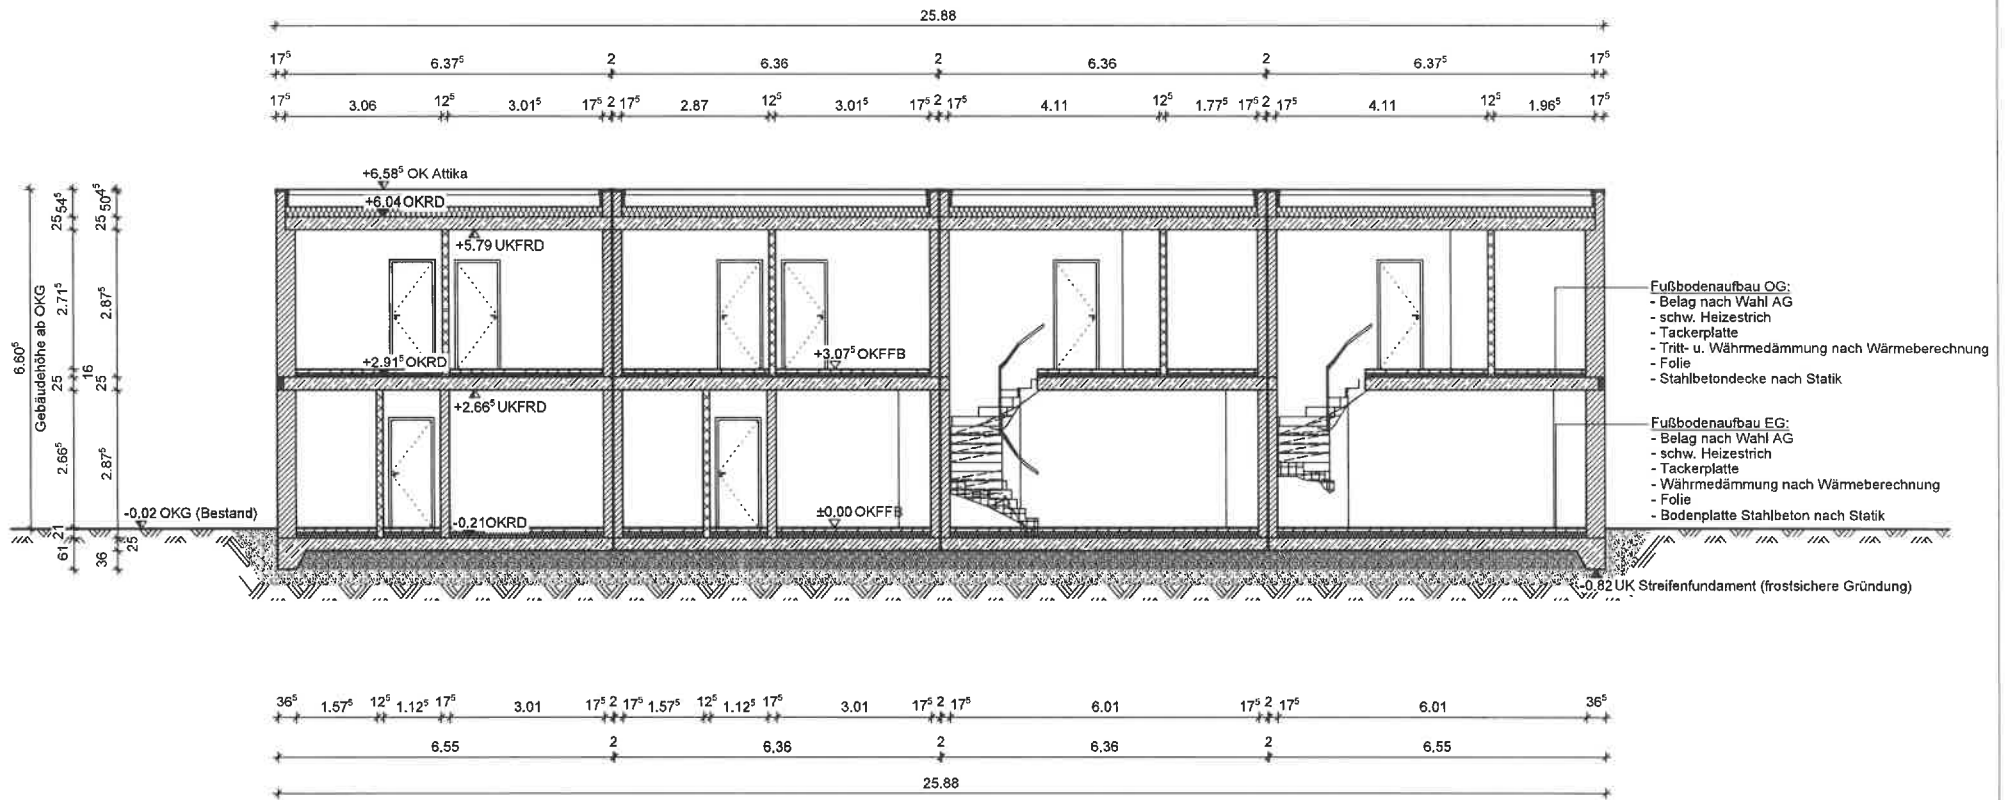 25.88
17⁵ 6.37⁵ 2 6.36 2 6.36 2 6.37⁵ 17⁵
17⁵ 3.06 12⁵ 3.01⁵ 17⁵ 2 17⁵ 2.87 12⁵ 3.01⁵ 17⁵ 2 17⁵ 4.11 12⁵ 1.77⁵ 17⁵ 2 17⁵ 4.11 12⁵ 1.96⁵ 17⁵
+6.58⁵ OK Attika
+6.04 OKRD
+5.79 UKFRD
+2.91⁵ OKRD
+3.07⁵ OKFFB
+2.66⁵ UKFRD
-0.02 OKG (Bestand)
-0.21 OKRD
±0.00 OKFFB
6.60⁵
Gebäudehöhe ab OKG
54⁵
25
2.71⁵
16
25
2.66⁵
21
61
50⁴⁵
25
2.87⁵
25
2.87⁵
25
36
Fußbodenaufbau OG:
- Belag nach Wahl AG
- schw. Heizestrich
- Tackerplatte
- Tritt- u. Währmedämmung nach Wärmeberechnung
- Folie
- Stahlbetondecke nach Statik
Fußbodenaufbau EG:
- Belag nach Wahl AG
- schw. Heizestrich
- Tackerplatte
- Währmedämmung nach Wärmeberechnung
- Folie
- Bodenplatte Stahlbeton nach Statik
-0.82 UK Streifenfundament (frostsichere Gründung)
36⁵ 1.57⁵ 12⁵ 1.12⁵ 17⁵ 3.01 17⁵ 2 17⁵ 1.57⁵ 12⁵ 1.12⁵ 17⁵ 3.01 17⁵ 2 17⁵ 6.01 17⁵ 2 17⁵ 6.01 36⁵
6.55 2 6.36 2 6.36 2 6.55
25.88